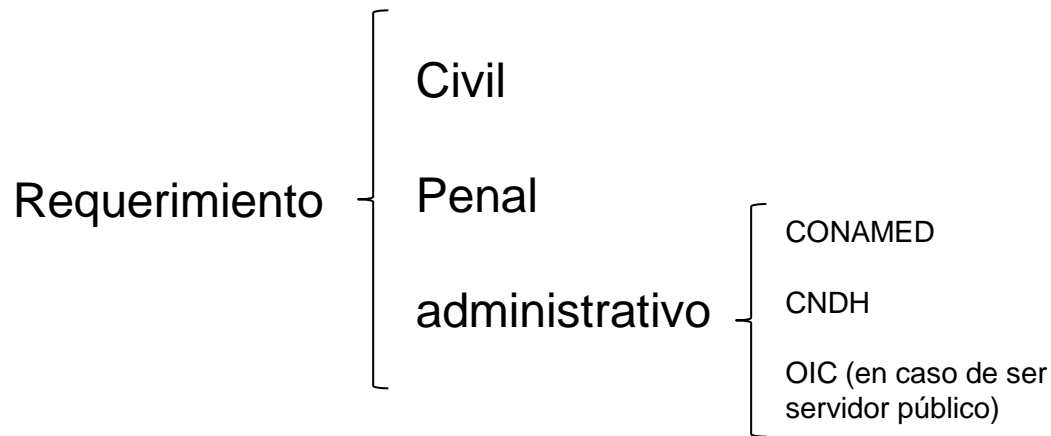 Requerimiento
Civil
Penal
administrativo
CONAMED
CNDH
OIC (en caso de ser
servidor público)